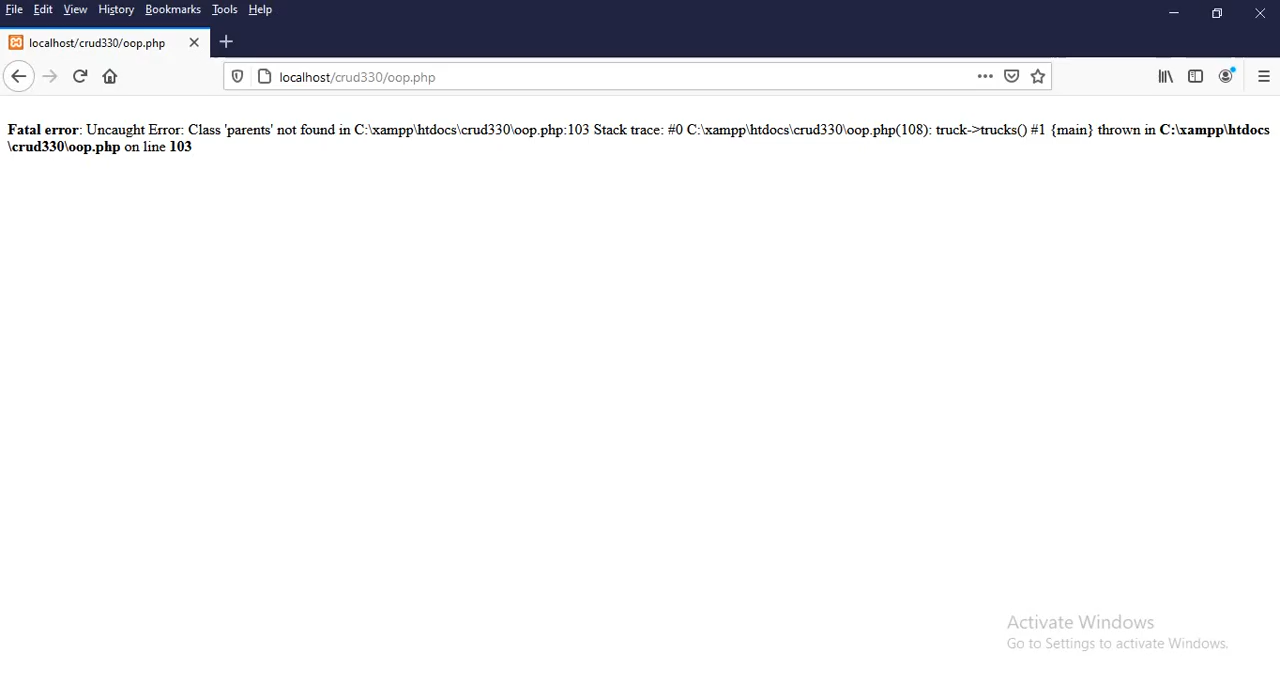 File Edit View History Bookmarks Tools Help
localhost/crud330/oop.php
localhost/crud330/oop.php
Fatal error: Uncaught Error: Class 'parents' not found in C:\xampp\htdocs\crud330\oop.php:103 Stack trace: #0 C:\xampp\htdocs\crud330\oop.php(108): truck->trucks() #1 {main} thrown in C:\xampp\htdocs
\crud330\oop.php on line 103
Activate Windows
Go to Settings to activate Windows.